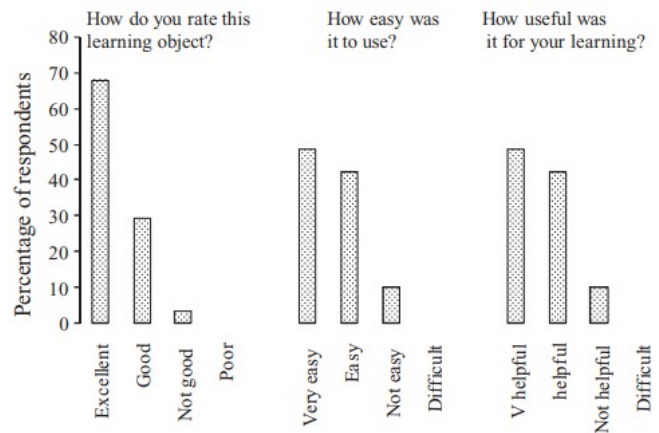 How do you rate this
learning object?
How easy was
it to use?
How useful was
it for your learning?
Percentage of respondents
80
70
60
50
40
30
20
10
0
Excellent
Good
Not good
Poor
Very easy
Easy
Not easy
Difficult
V helpful
helpful
Not helpful
Difficult